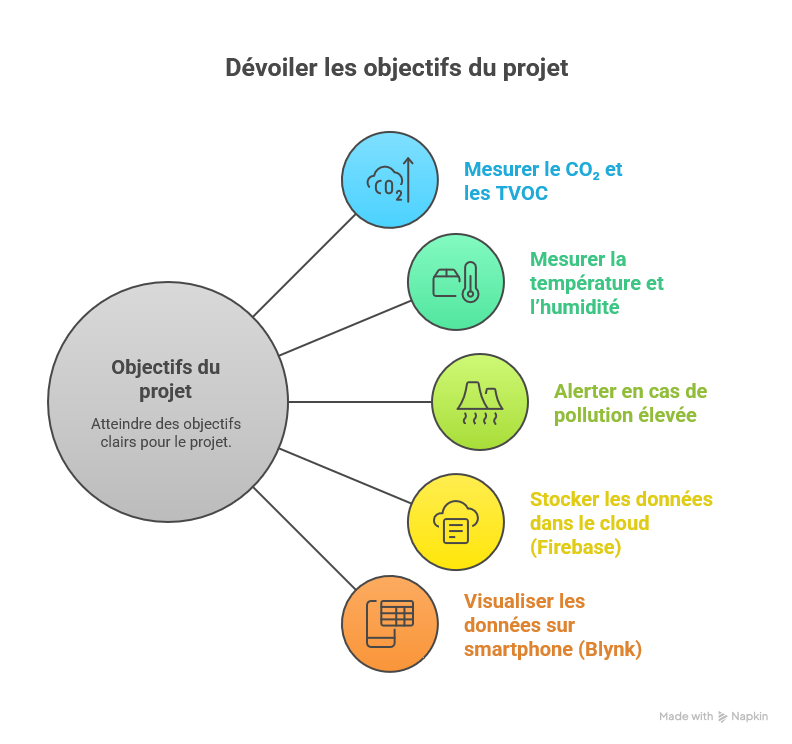 Dévoiler les objectifs du projet
CO2
Mesurer le CO₂ et
les TVOC
Mesurer la
température et
l'humidité
Objectifs du
projet
Atteindre des objectifs
clairs pour le projet.
Alerter en cas de
pollution élevée
Stocker les données
dans le cloud
(Firebase)
Visualiser les
données sur
smartphone (Blynk)
Made with Napkin